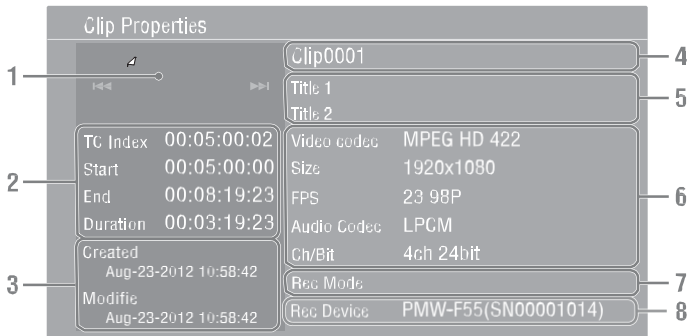 Clip Properties
1
2
3
TC Index 00:05:00:02
Start 00:05:00:00
End 00:08:19:23
Duration 00:03:19:23
Created
Aug-23-2012 10:58:42
Modifie
Aug-23-2012 10:58:42
Clip0001
4
Title 1
Title 2
5
Video codec MPEG HD 422
Size 1920x1080
FPS 23 98P
Audio Codec LPCM
Ch/Bit 4ch 24bit
6
Rec Mode
7
Rec Device PMW-F55(SN00001014)
8